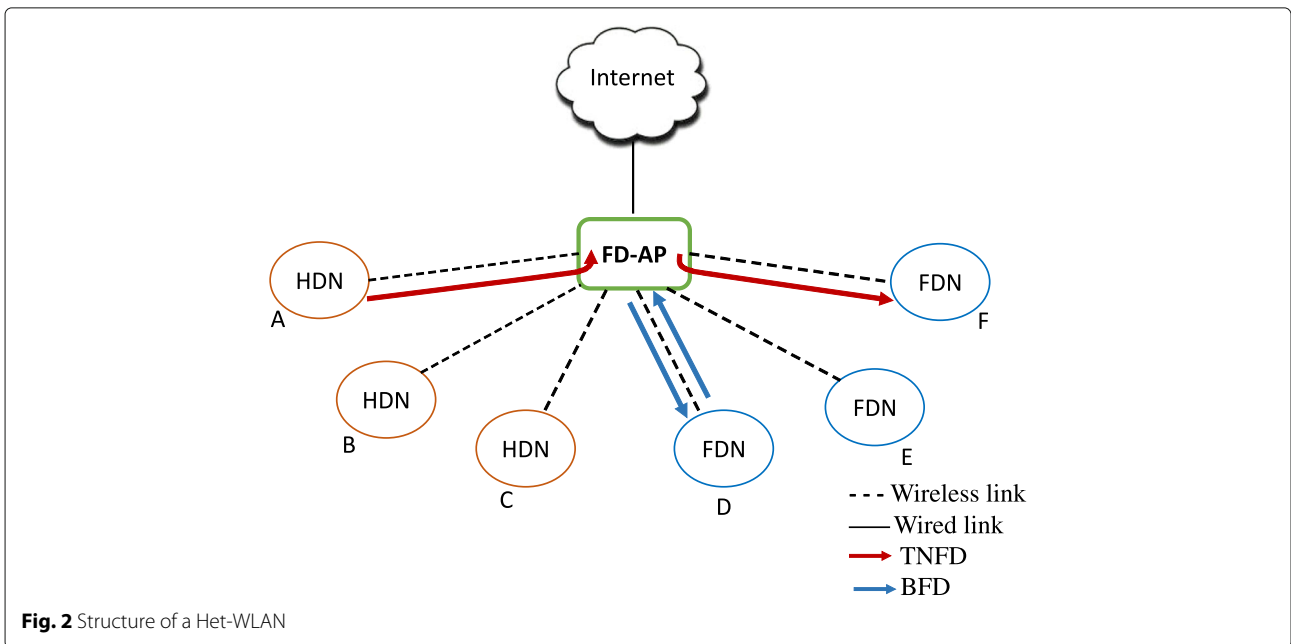 Internet
FD-AP
HDN
A
FDN
F
HDN
B
HDN
C
FDN
D
FDN
E
Wireless link
Wired link
TNFD
BFD
Fig. 2 Structure of a Het-WLAN